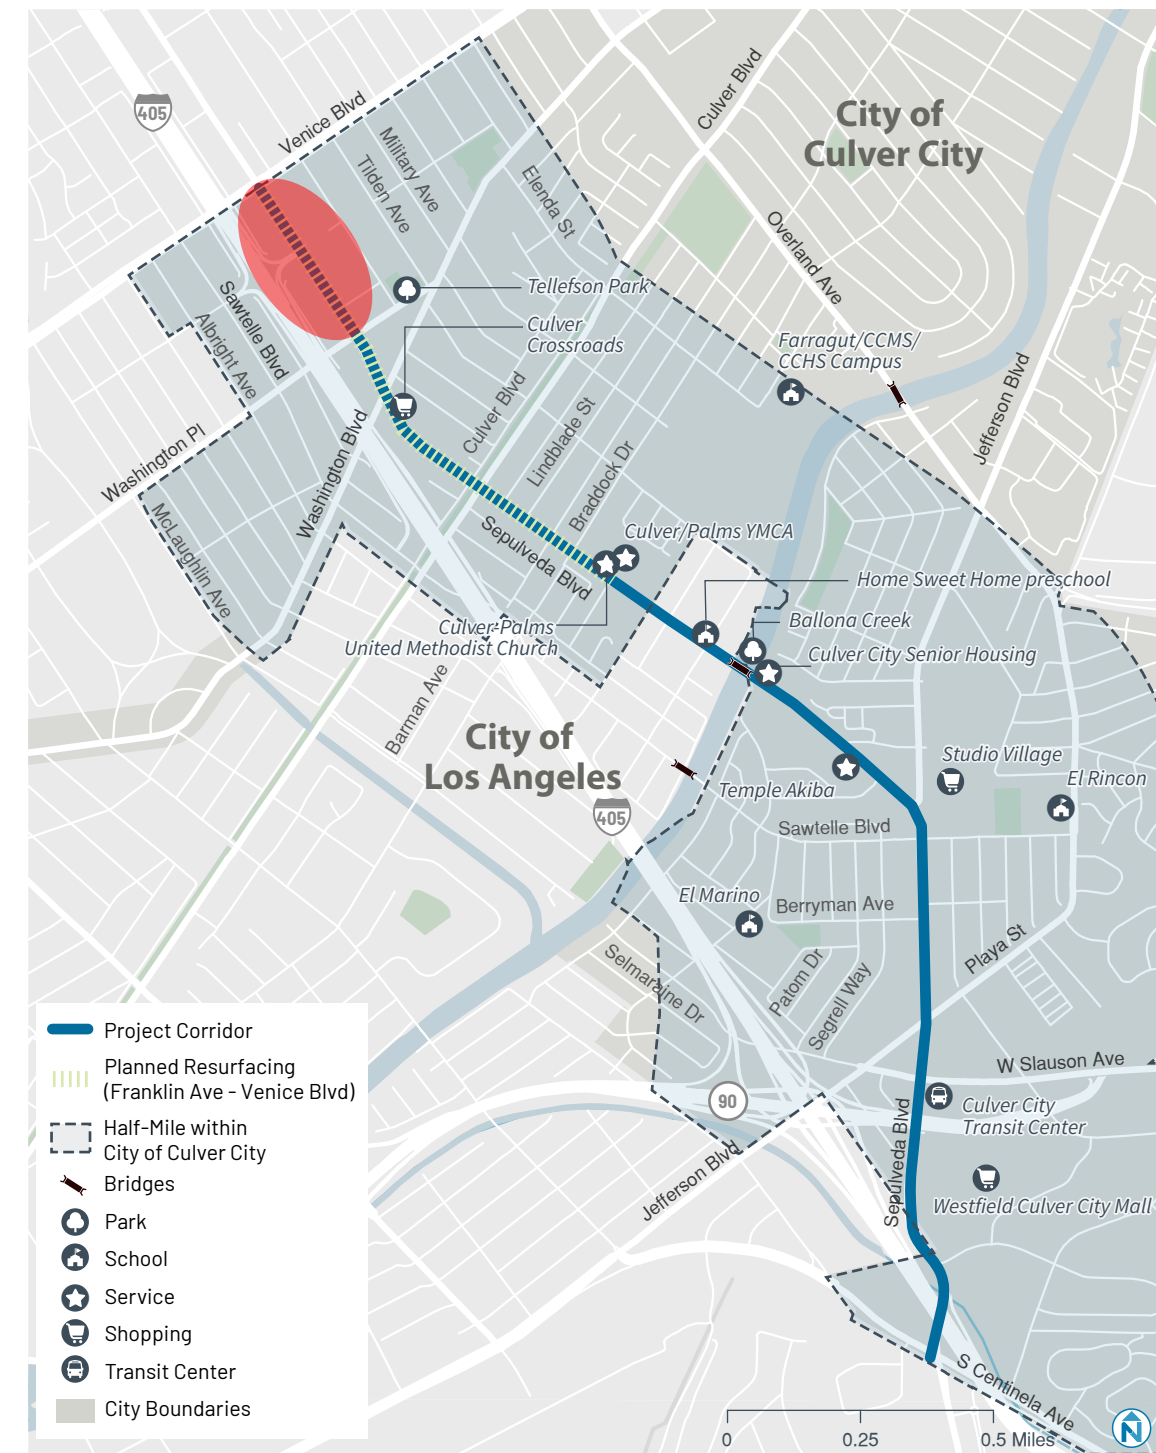 405
Venice Blvd
Military Ave
Tilden Ave
Elenda St
Culver Blvd
City of
Culver City
Overland Ave
Sawtelle Blvd
Albright Ave
Tellefson Park
Culver
Crossroads
Farragut/CCMS/
CCHS Campus
Jefferson Blvd
Washington Pl
Washington Blvd
Culver Blvd
Lindblade St
Braddock Dr
McLaughlin Ave
Sepulveda Blvd
Culver/Palms YMCA
Home Sweet Home preschool
Ballona Creek
Culver-Palms
United Methodist Church
Culver City Senior Housing
Barman Ave
City of
Los Angeles
405
Studio Village
El Rincon
Temple Akiba
Sawtelle Blvd
El Marino
Berryman Ave
Playa St
Selmaraine Dr
Patom Dr
Segrell Way
W Slauson Ave
90
Culver City
Transit Center
Sepulveda Blvd
Jefferson Blvd
Westfield Culver City Mall
S Centinela Ave
Project Corridor
Planned Resurfacing
(Franklin Ave - Venice Blvd)
Half-Mile within
City of Culver City
Bridges
Park
School
Service
Shopping
Transit Center
City Boundaries
0
0.25
0.5 Miles
N